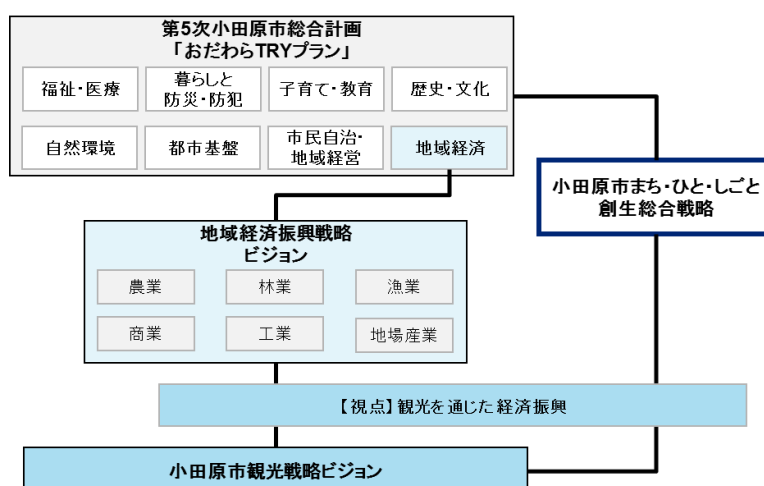 第5次小田原市総合計画
「おだわらTRYプラン」
福祉・医療
暮らしと
防災・防犯
子育て・教育
歴史・文化
自然環境
都市基盤
市民自治・
地域経営
地域経済
小田原市まち・ひと・しごと
創生総合戦略
地域経済振興戦略
ビジョン
農業
林業
漁業
商業
工業
地場産業
【視点】観光を通じた経済振興
小田原市観光戦略ビジョン